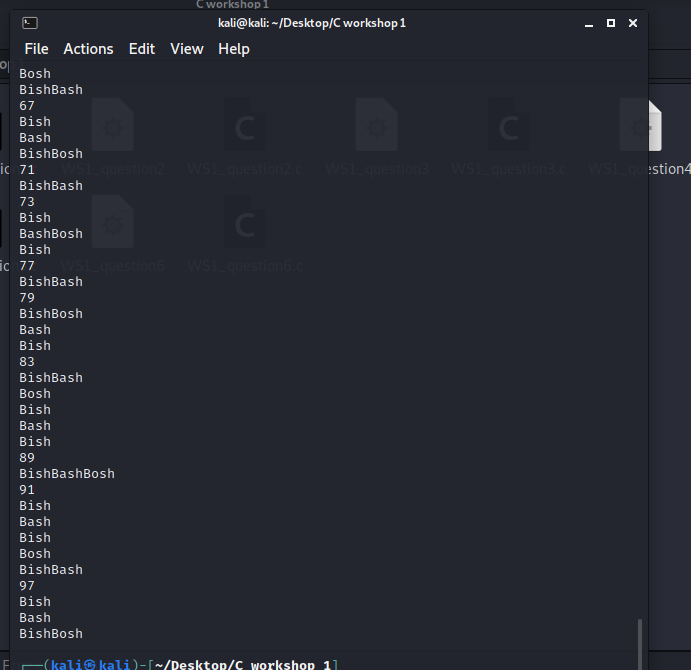 C workshop 1
kali@kali: ~/Desktop/C workshop 1
File Actions Edit View Help
Bosh
BishBash
67
Bish
Bash
BishBosh
71
BishBash
73
Bish
BashBosh
Bish
77
BishBash
79
BishBosh
Bash
Bish
83
BishBash
Bosh
Bish
Bash
Bish
89
BishBashBosh
91
Bish
Bash
Bish
Bosh
BishBash
97
Bish
Bash
BishBosh
WS1_question2 WS1_question2.c WS1_question3 WS1_question3.c WS1_question4
WS1_question6 WS1_question6.c
┌──(kali㉿kali)-[~/Desktop/C workshop 1]